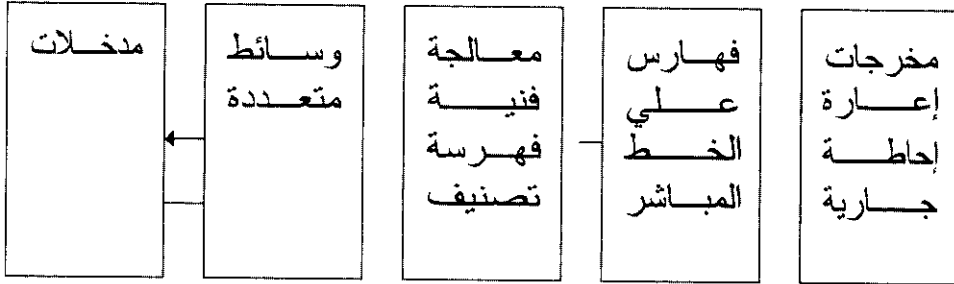 مخرجات
إعارة
إحاطة
جارية
فهارس
علي
الخط
المباشر
معالجة
فنية
فهرسة
تصنيف
وسائط
متعددة
مدخلات